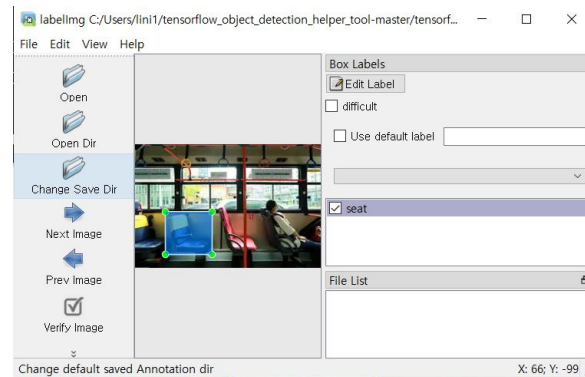 labelImg C:/Users/lini1/tensorflow_object_detection_helper_tool-master/tensorf...
File Edit View Help
Open
Open Dir
Change Save Dir
Next Image
Prev Image
Verify Image
Box Labels
Edit Label
difficult
Use default label
seat
File List
Change default saved Annotation dir
X: 66; Y: -99